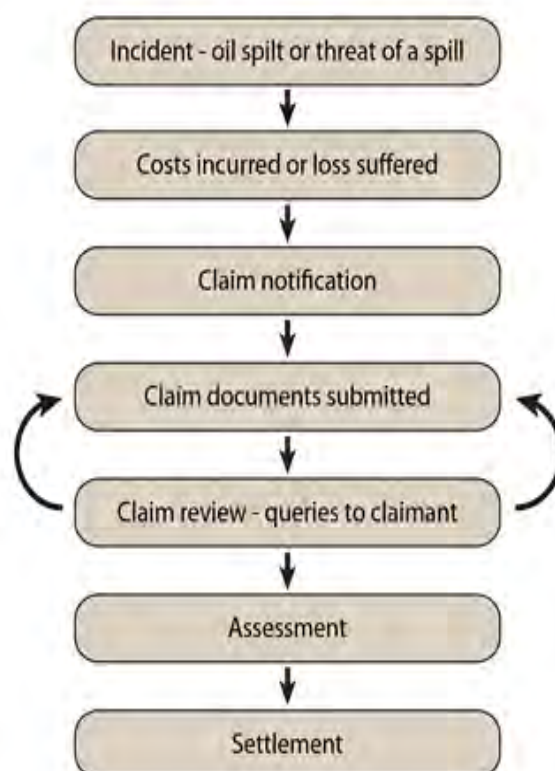 Incident - oil spilt or threat of a spill
Costs incurred or loss suffered
Claim notification
Claim documents submitted
Claim review - queries to claimant
Assessment
Settlement